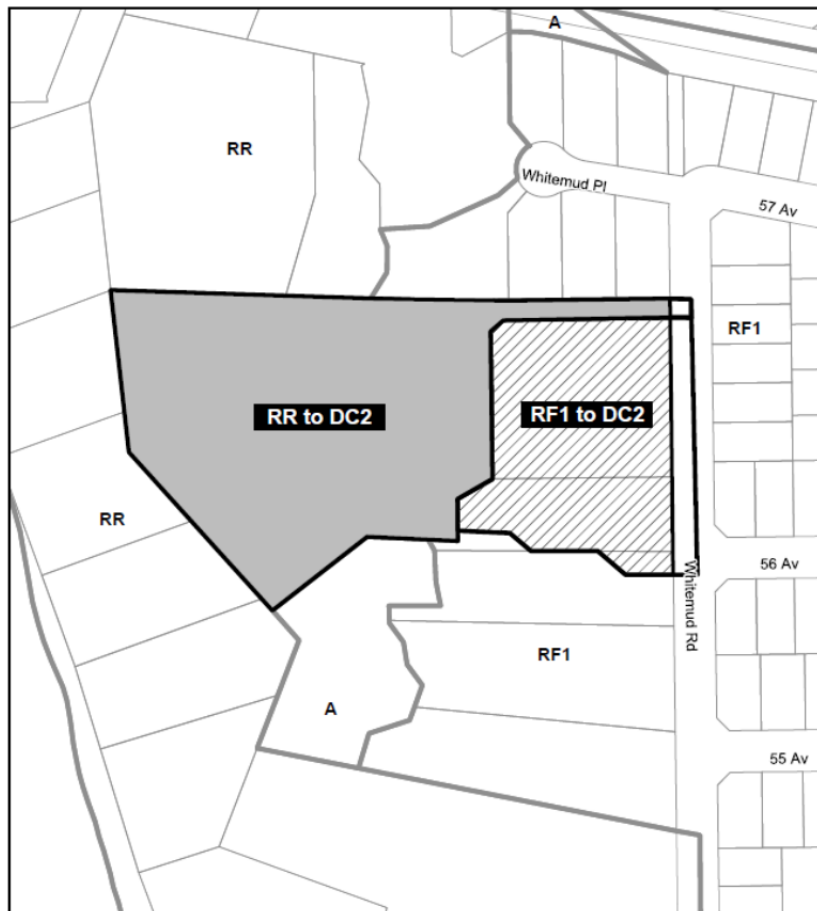 A
RR
Whitemud Pl
57 Av
RF1
RR to DC2
RF1 to DC2
RR
56 Av
Whitemud Rd
RF1
A
55 Av